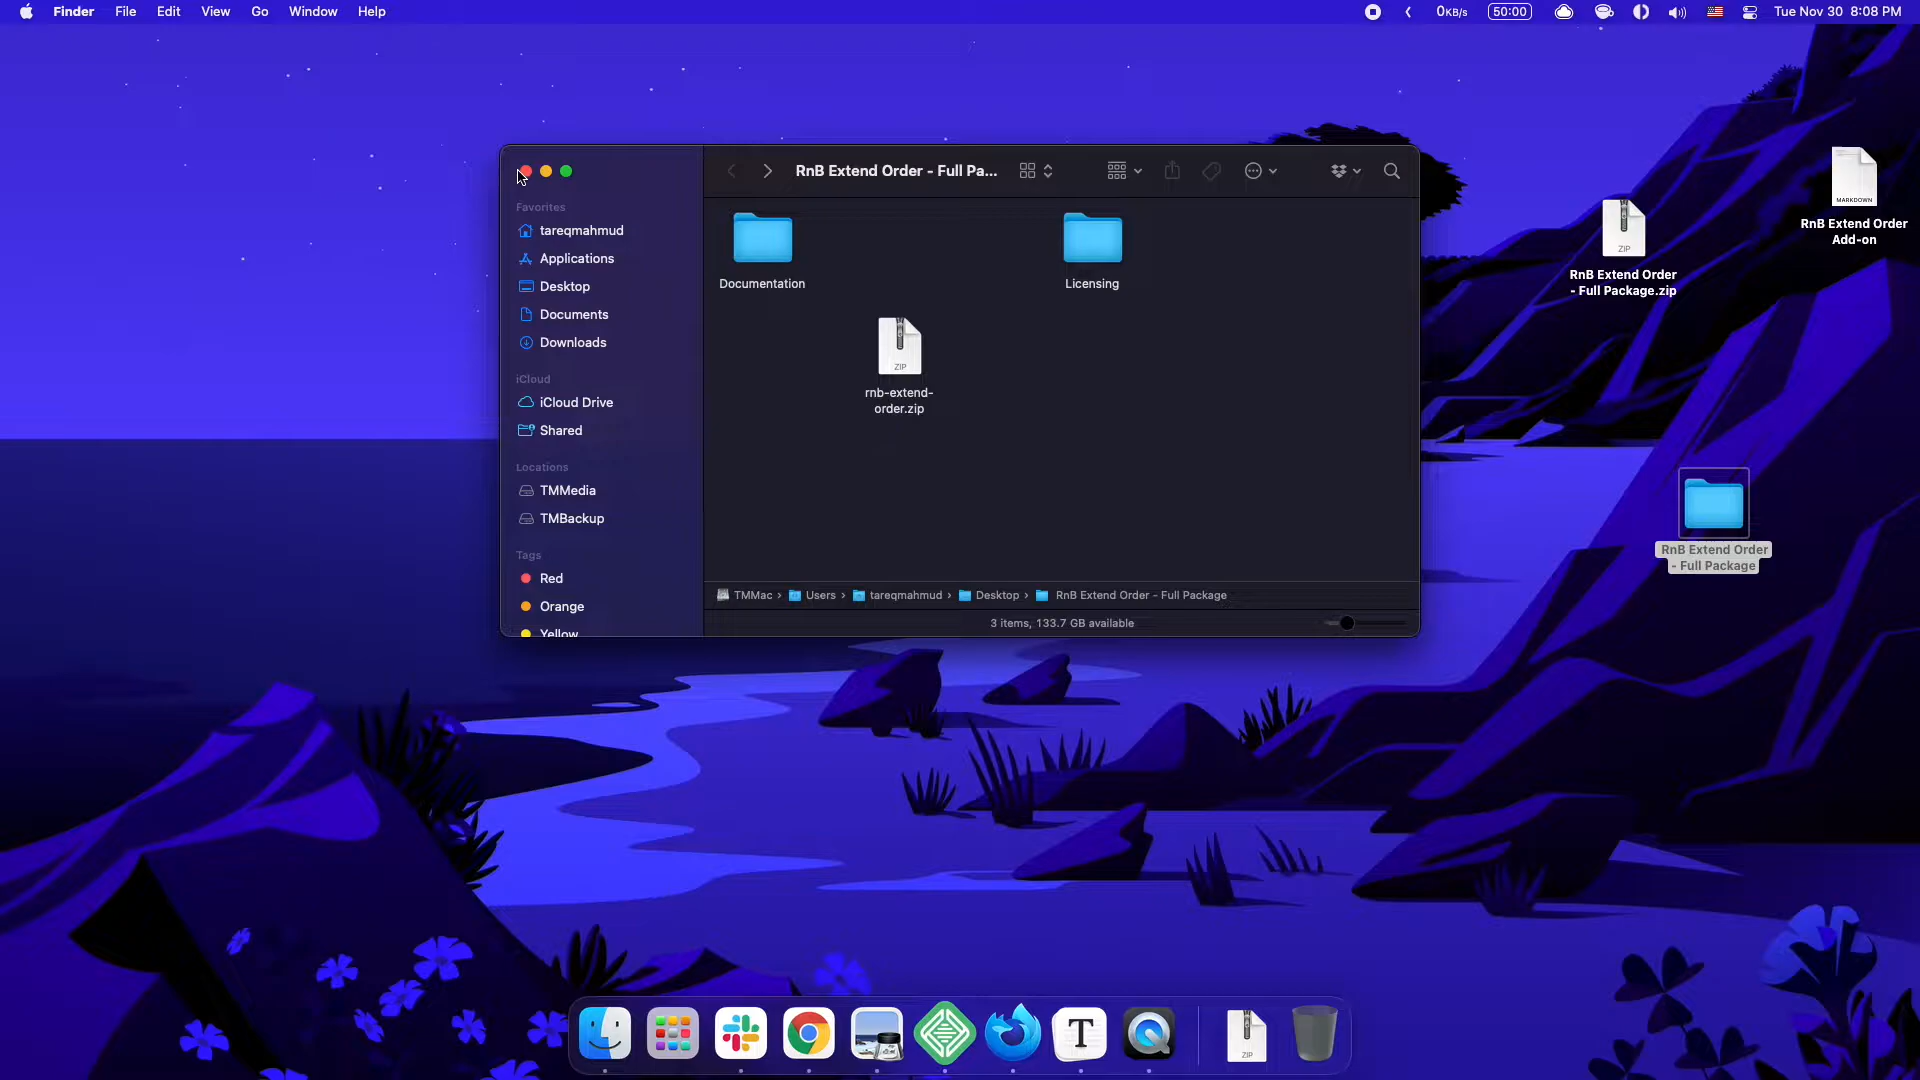 Finder File Edit View Go Window Help
0KB/s 50:00 Tue Nov 30 8:08 PM
RnB Extend Order - Full Pa...
Favorites
tareqmahmud
Applications
Desktop
Documents
Downloads
iCloud
iCloud Drive
Shared
Locations
TMMedia
TMBackup
Tags
Red
Orange
Yellow
Documentation
Licensing
ZIP
rnb-extend-
order.zip
TMMac › Users › tareqmahmud › Desktop › RnB Extend Order - Full Package
3 items, 133.7 GB available
ZIP
RnB Extend Order
- Full Package.zip
MARKDOWN
RnB Extend Order
Add-on
RnB Extend Order
- Full Package
T
ZIP